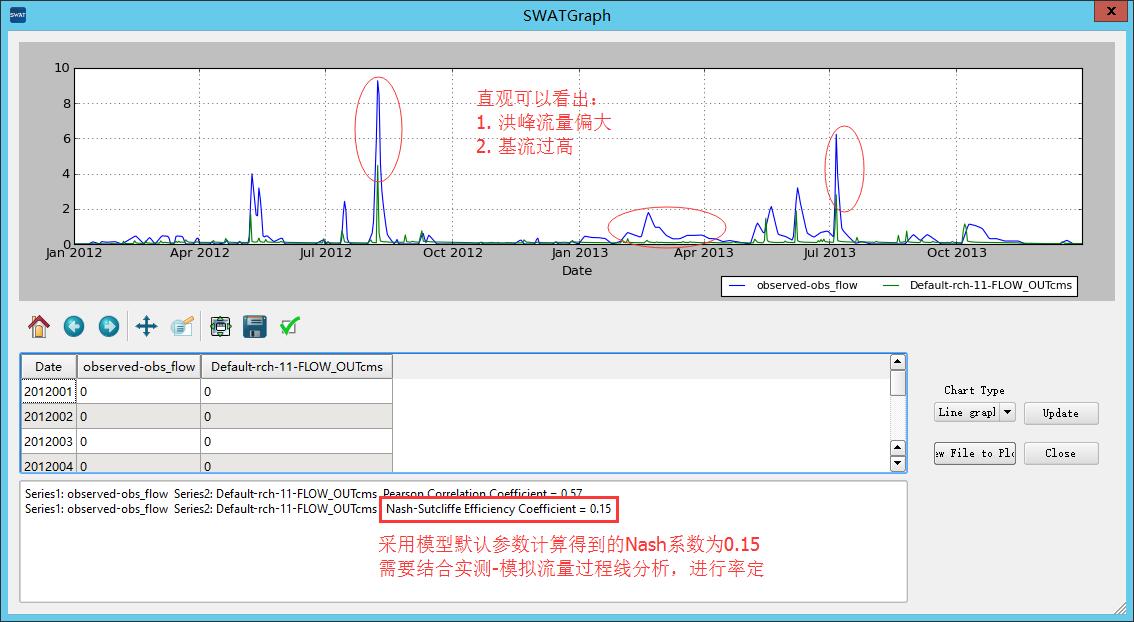 SWAT
SWATGraph
x
10
8
6
4
2
0
直观可以看出：
1. 洪峰流量偏大
2. 基流过高
Jan 2012
Apr 2012
Jul 2012
Oct 2012
Jan 2013
Apr 2013
Jul 2013
Oct 2013
Date
observed-obs_flow
Default-rch-11-FLOW_OUTcms
Date observed-obs_flow Default-rch-11-FLOW_OUTcms
2012001 0 0
2012002 0 0
2012003 0 0
2012004 0 0
Chart Type
Line grapl
Update
ew File to Plo
Close
Series1: observed-obs_flow Series2: Default-rch-11-FLOW_OUTcms Pearson Correlation Coefficient = 0.57
Series1: observed-obs_flow Series2: Default-rch-11-FLOW_OUTcms Nash-Sutcliffe Efficiency Coefficient = 0.15
采用模型默认参数计算得到的Nash系数为0.15
需要结合实测-模拟流量过程线分析，进行率定